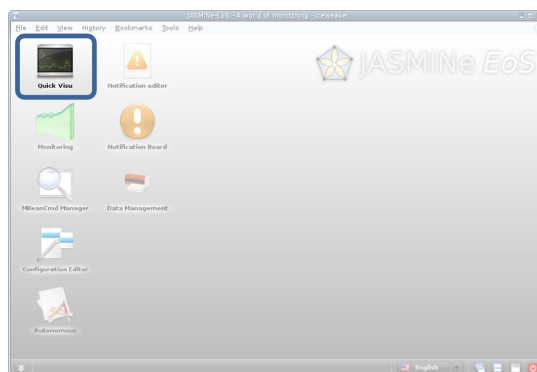 JASMINe EoS - A world of monitoring - Iceweasel
File Edit View History Bookmarks Tools Help
JASMINe EoS
Quick Visu
Notification editor
Monitoring
Notification Board
MBeanCmd Manager
Data Management
Configuration Editor
Autonomous
English